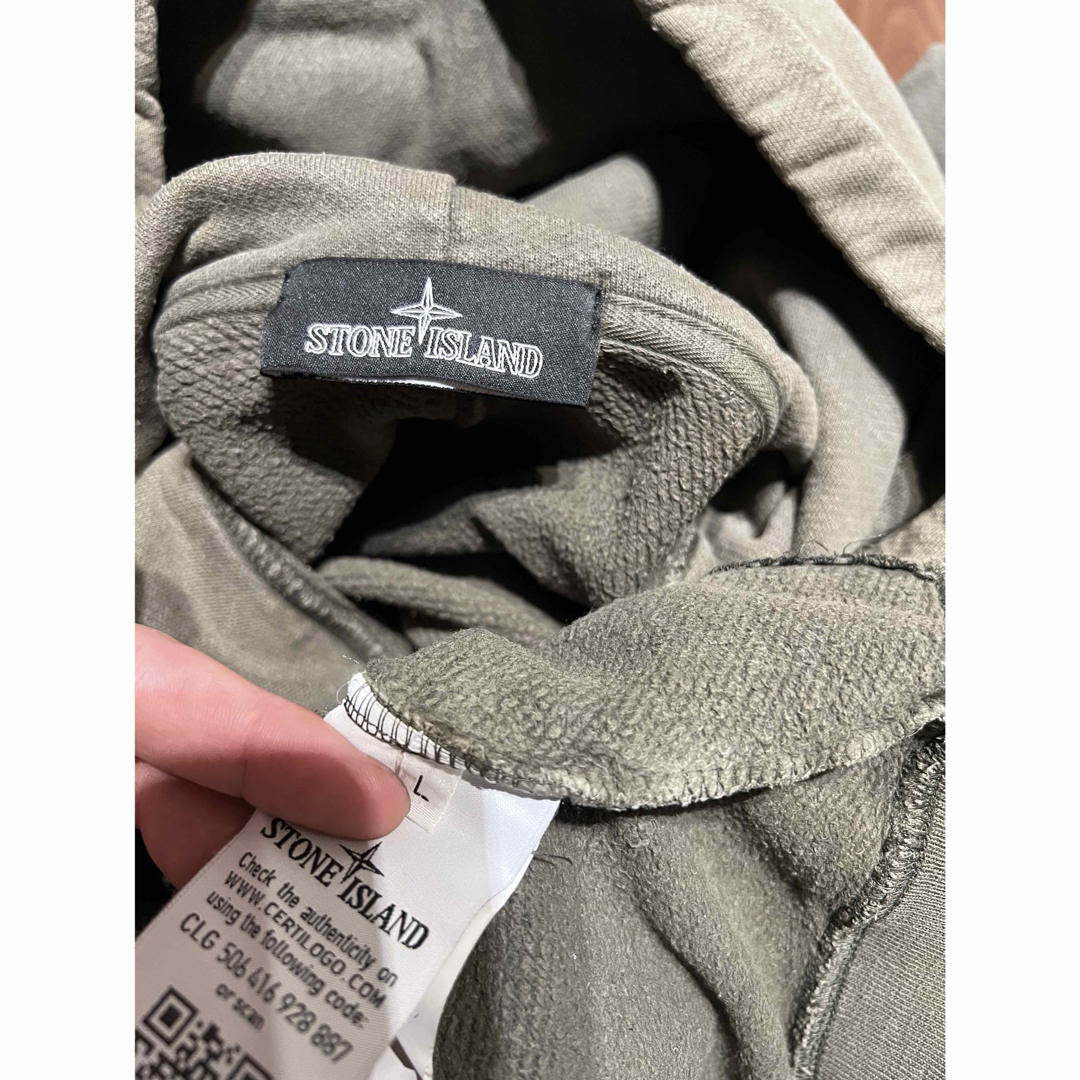 STONE ISLAND
L
STONE ISLAND
Check the authenticity on
WWW.CERTILOGO.COM
using the following code:
CLG 506 416 928 887
or scan